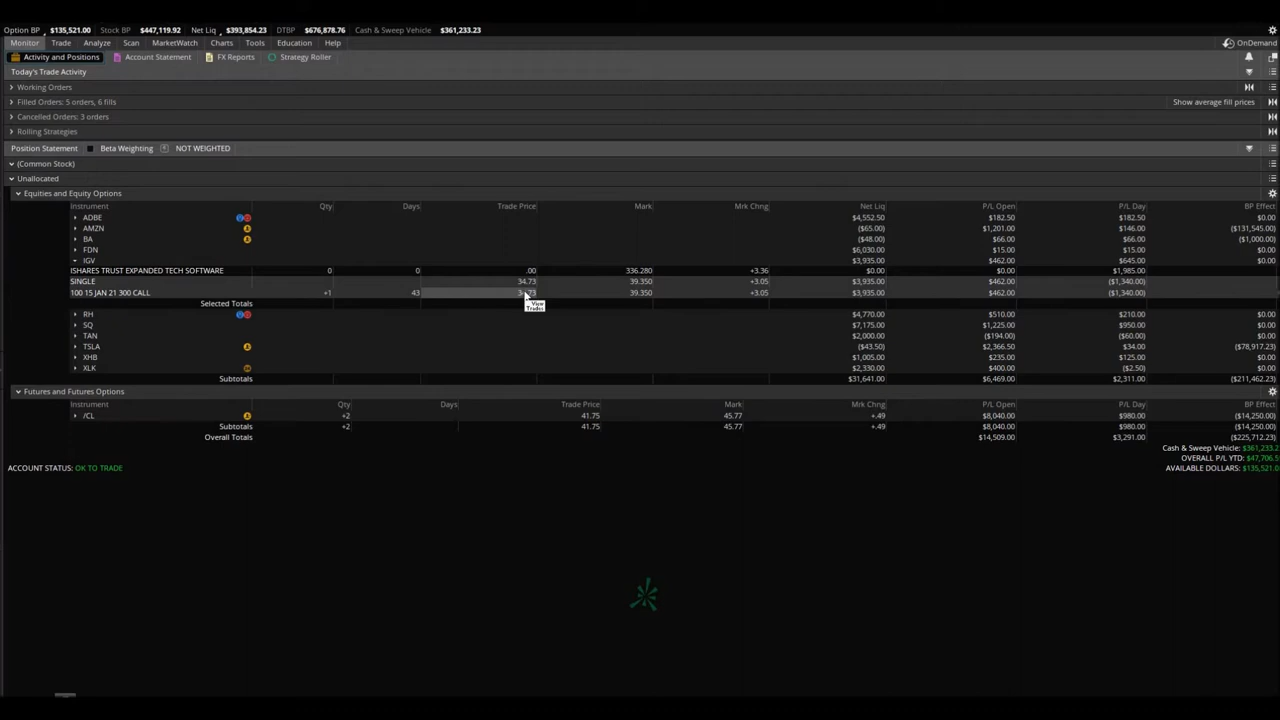 Option BP $135,521.00 Stock BP $447,119.92 Net Liq $393,854.23 DTBP $676,878.76 Cash & Sweep Vehicle $361,233.23
Monitor Trade Analyze Scan MarketWatch Charts Tools Education Help OnDemand
Activity and Positions Account Statement FX Reports Strategy Roller
Today's Trade Activity
Working Orders
Filled Orders: 5 orders, 6 fills Show average fill prices
Cancelled Orders: 3 orders
Rolling Strategies
Position Statement Beta Weighting NOT WEIGHTED
(Common Stock)
Unallocated
Equities and Equity Options
Instrument Qty Days Trade Price Mark Mrk Chng Net Liq P/L Open P/L Day BP Effect
ADBE $4,552.50 $182.50 $182.50 $0.00
AMZN ($65.00) $1,201.00 $146.00 ($131,545.00)
BA ($48.00) $66.00 $66.00 ($1,000.00)
FDN $6,030.00 $15.00 $15.00 $0.00
IGV $3,935.00 $462.00 $645.00 $0.00
ISHARES TRUST EXPANDED TECH SOFTWARE 0 0 .00 336.280 +3.36 $0.00 $0.00 $1,985.00 $0.00
SINGLE 34.73 39.350 +3.05 $3,935.00 $462.00 ($1,340.00) $0.00
100 15 JAN 21 300 CALL +1 43 39.350 +3.05 $3,935.00 $462.00 ($1,340.00) $0.00
View
Trades
Selected Totals
RH $4,770.00 $510.00 $210.00 $0.00
SQ $7,175.00 $1,225.00 $950.00 $0.00
TAN $2,000.00 ($194.00) ($60.00) $0.00
TSLA ($43.50) $2,366.50 $34.00 ($78,917.23)
XHB $1,005.00 $235.00 $125.00 $0.00
XLK $2,330.00 $400.00 ($2.50) $0.00
Subtotals $31,641.00 $6,469.00 $2,311.00 ($211,462.23)
Futures and Futures Options
Instrument Qty Days Trade Price Mark Mrk Chng P/L Open P/L Day BP Effect
/CL +2 41.75 45.77 +.49 $8,040.00 $980.00 ($14,250.00)
Subtotals +2 41.75 45.77 +.49 $8,040.00 $980.00 ($14,250.00)
Overall Totals $14,509.00 $3,291.00 ($225,712.23)
Cash & Sweep Vehicle: $361,233.2
OVERALL P/L YTD: $47,706.5
ACCOUNT STATUS: OK TO TRADE AVAILABLE DOLLARS: $135,521.0